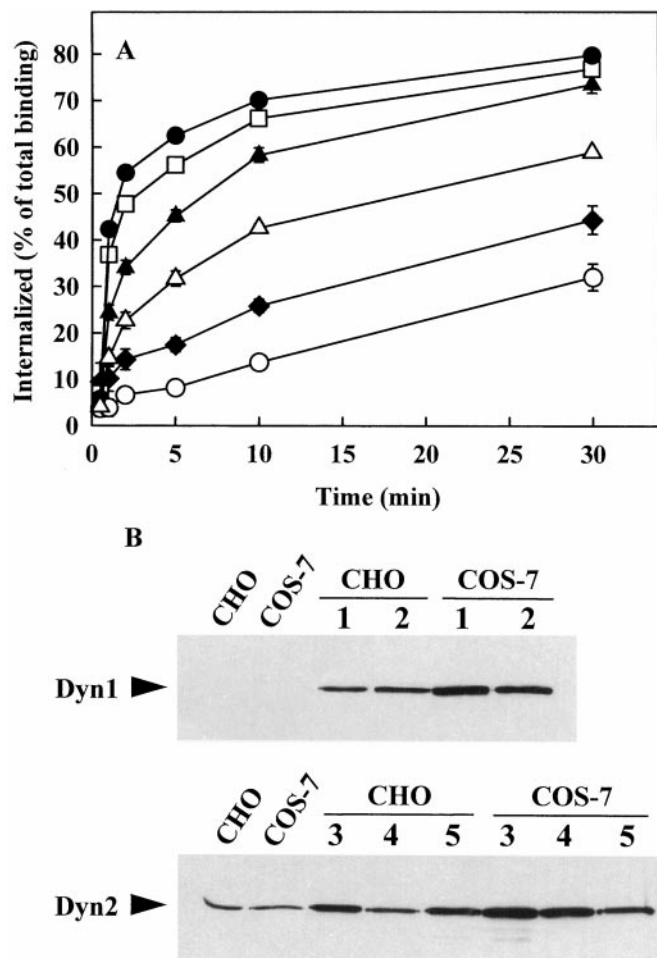 A
Internalized (% of total binding)
80
70
60
50
40
30
20
10
0
0 5 10 15 20 25 30
Time (min)
B
CHO COS-7 CHO COS-7
1 2 1 2
Dyn1
CHO COS-7 CHO COS-7
3 4 5 3 4 5
Dyn2